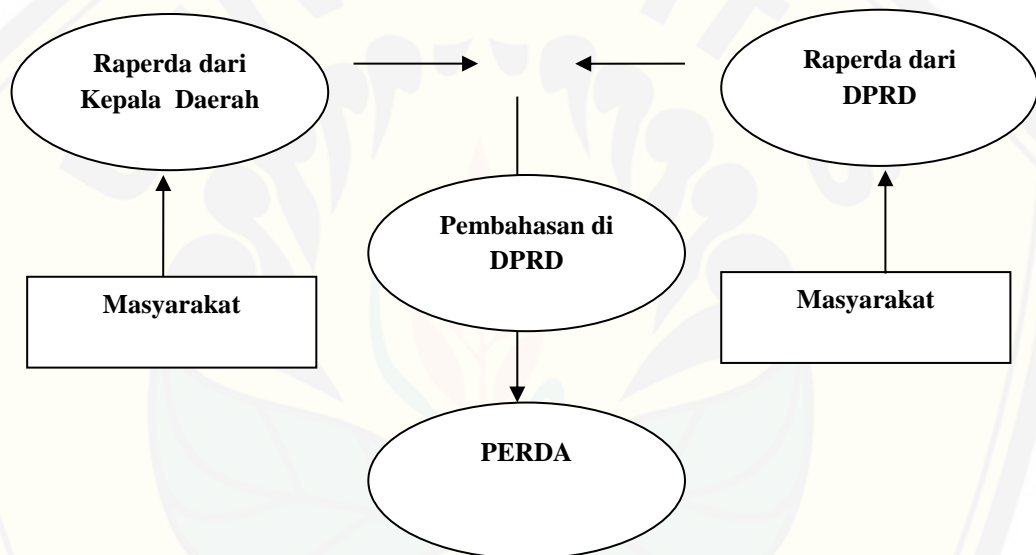 Raperda dari
Kepala Daerah
Raperda dari
DPRD
Pembahasan di
DPRD
Masyarakat
Masyarakat
PERDA